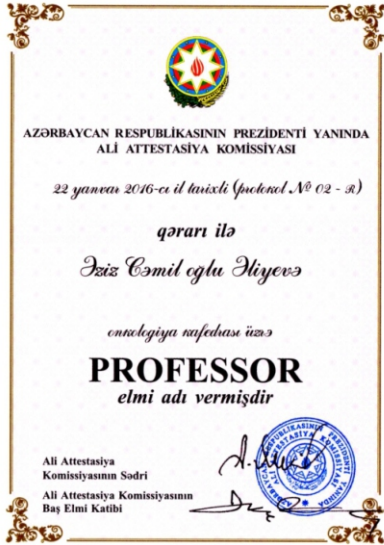 AZƏRBAYCAN RESPUBLİKASININ PREZİDENTİ YANINDA
ALİ ATTESTASİYA KOMİSSİYASI
22 yanvar 2016-cı il tarixli (protokol № 02 - R)
qərarı ilə
Əziz Cəmil oğlu Əliyevə
onkologiya kafedrası üzrə
PROFESSOR
elmi adı vermişdir
Ali Attestasiya
Komissiyasının Sədri
Ali Attestasiya Komissiyasının
Baş Elmi Katibi